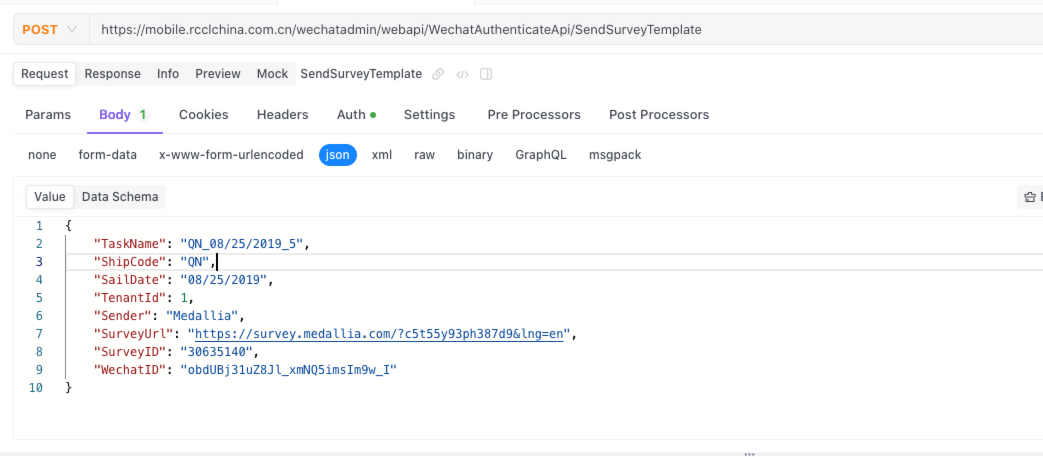 POST https://mobile.rcclchina.com.cn/wechatadmin/webapi/WechatAuthenticateApi/SendSurveyTemplate
Request Response Info Preview Mock SendSurveyTemplate
Params Body 1 Cookies Headers Auth Settings Pre Processors Post Processors
none form-data x-www-form-urlencoded json xml raw binary GraphQL msgpack
Value Data Schema
1 {
2 "TaskName": "QN_08/25/2019_5",
3 "ShipCode": "QN",
4 "SailDate": "08/25/2019",
5 "TenantId": 1,
6 "Sender": "Medallia",
7 "SurveyUrl": "https://survey.medallia.com/?c5t55y93ph387d9&lng=en",
8 "SurveyID": "30635140",
9 "WechatID": "obdUBj31uZ8Jl_xmNQ5imsIm9w_I"
10 }